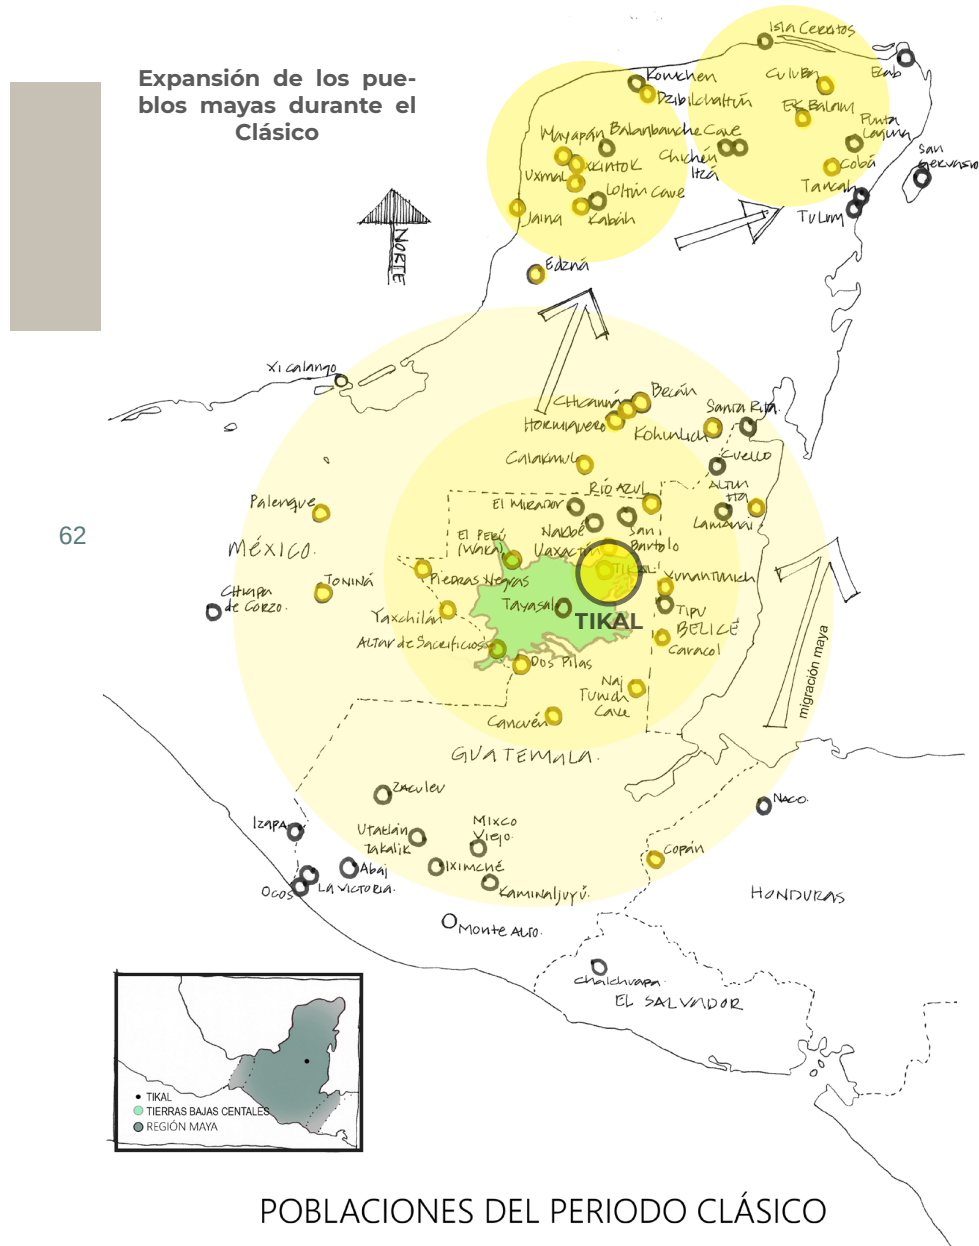 Expansión de los pue-
blos mayas durante el
Clásico
62
Isla Cerritos
Komchen
Dzibilchaltún
Culuba
Ecab
Ek Balam
Mayapán
Balanbanche Cave
Punta
Laguna
San
Gervasio
Chichén
Itzá
Cobá
Uxmal
Loltún Cave
Tancah
Jaina
Kabáh
Tulum
NORTE
Edzná
Xicalango
Becán
Chicanná
Hormiguero
Santa Rita.
Kohunlich
Calakmul
Cuello
Altun
Ha
Río Azul
El Mirador
Lamanai
Palenque
Nakbé
San
Bartolo
El Perú
(Waka)
Uaxactún
MÉXICO.
TIKAL
Xunantunich
Piedras Negras
Toniná
Chiapa
de Corzo.
Tayasal
TIKAL
Tipu
BELICE
Yaxchilán
Altar de Sacrificios
Caracol
Dos Pilas
Naj
Tunich
Cave
Cancuén
migración maya
GUATEMALA.
Zaculeu
Naco.
Izapa.
Utatlán
Takalik
Abaj
Mixco
Viejo.
Iximché
Copán
Ocos
La Victoria.
Kaminaljuyú.
HONDURAS
Monte Alto.
Chalchuapa.
EL SALVADOR
TIKAL
TIERRAS BAJAS CENTALES
REGIÓN MAYA
POBLACIONES DEL PERIODO CLÁSICO